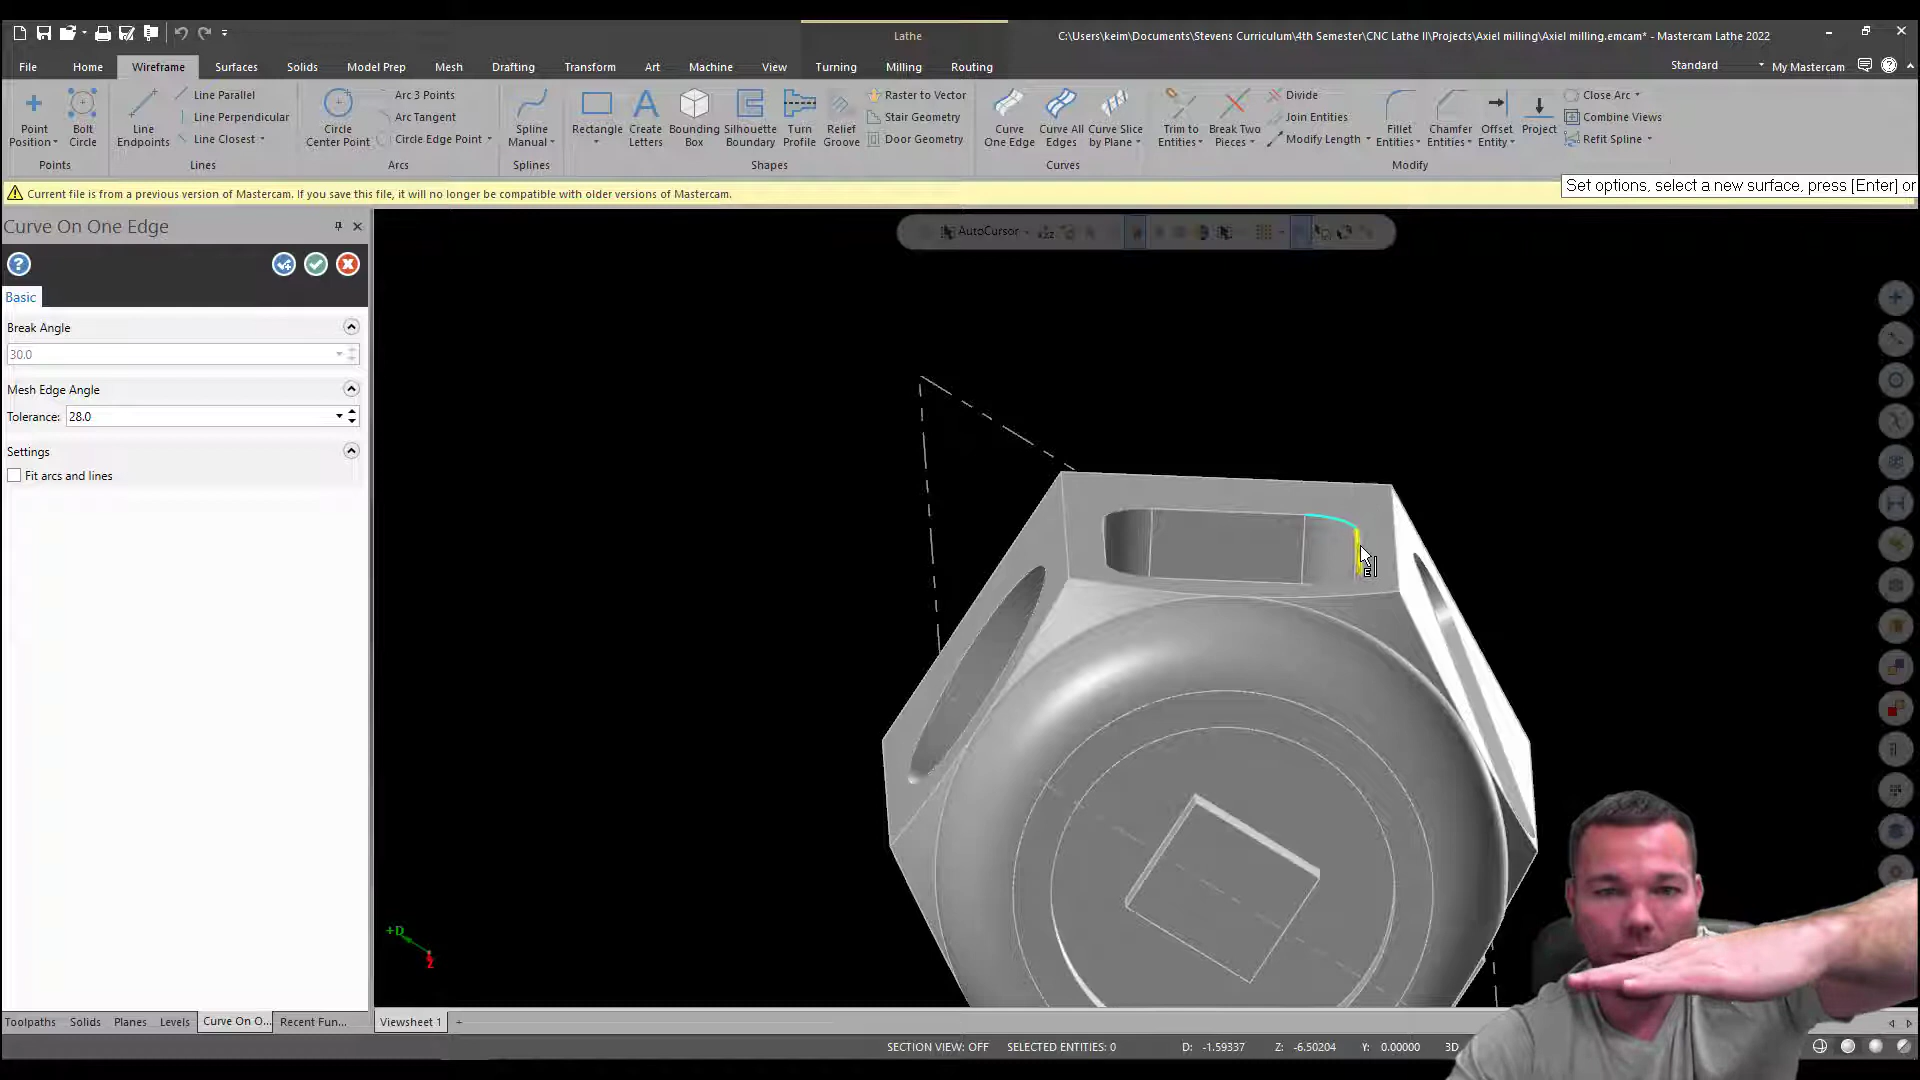 Lathe
C:\Users\keim\Documents\Stevens Curriculum\4th Semester\CNC Lathe II\Projects\Axiel milling\Axiel milling.emcam* - Mastercam Lathe 2022
File Home Wireframe Surfaces Solids Model Prep Mesh Drafting Transform Art Machine View Turning Milling Routing Standard My Mastercam
Point Position
Bolt Circle
Points
Line Endpoints
Line Parallel
Line Perpendicular
Line Closest
Lines
Circle Center Point
Arc 3 Points
Arc Tangent
Circle Edge Point
Arcs
Spline Manual
Splines
Rectangle
Create Letters
Bounding Box
Silhouette Boundary
Turn Profile
Relief Groove
Raster to Vector
Stair Geometry
Door Geometry
Shapes
Curve One Edge
Curve All Edges
Curve Slice by Plane
Curves
Trim to Entities
Break Two Pieces
Divide
Join Entities
Modify Length
Fillet Entities
Chamfer Entities
Offset Entity
Project
Close Arc
Combine Views
Refit Spline
Modify
Set options, select a new surface, press [Enter] or
Current file is from a previous version of Mastercam. If you save this file, it will no longer be compatible with older versions of Mastercam.
Curve On One Edge
AutoCursor
Basic
Break Angle
30.0
Mesh Edge Angle
Tolerance: 28.0
Settings
Fit arcs and lines
E
+D
Z
Toolpaths Solids Planes Levels Curve On O... Recent Fun...
Viewsheet 1 +
SECTION VIEW: OFF SELECTED ENTITIES: 0 D: -1.59337 Z: -6.50204 Y: 0.00000 3D